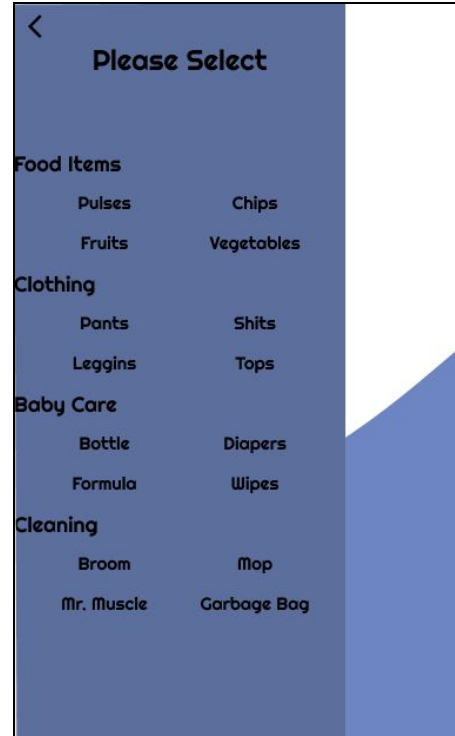 Please Select
Food Items
Pulses Chips
Fruits Vegetables
Clothing
Pants Shits
Leggins Tops
Baby Care
Bottle Diapers
Formula Wipes
Cleaning
Broom Mop
Mr. Muscle Garbage Bag